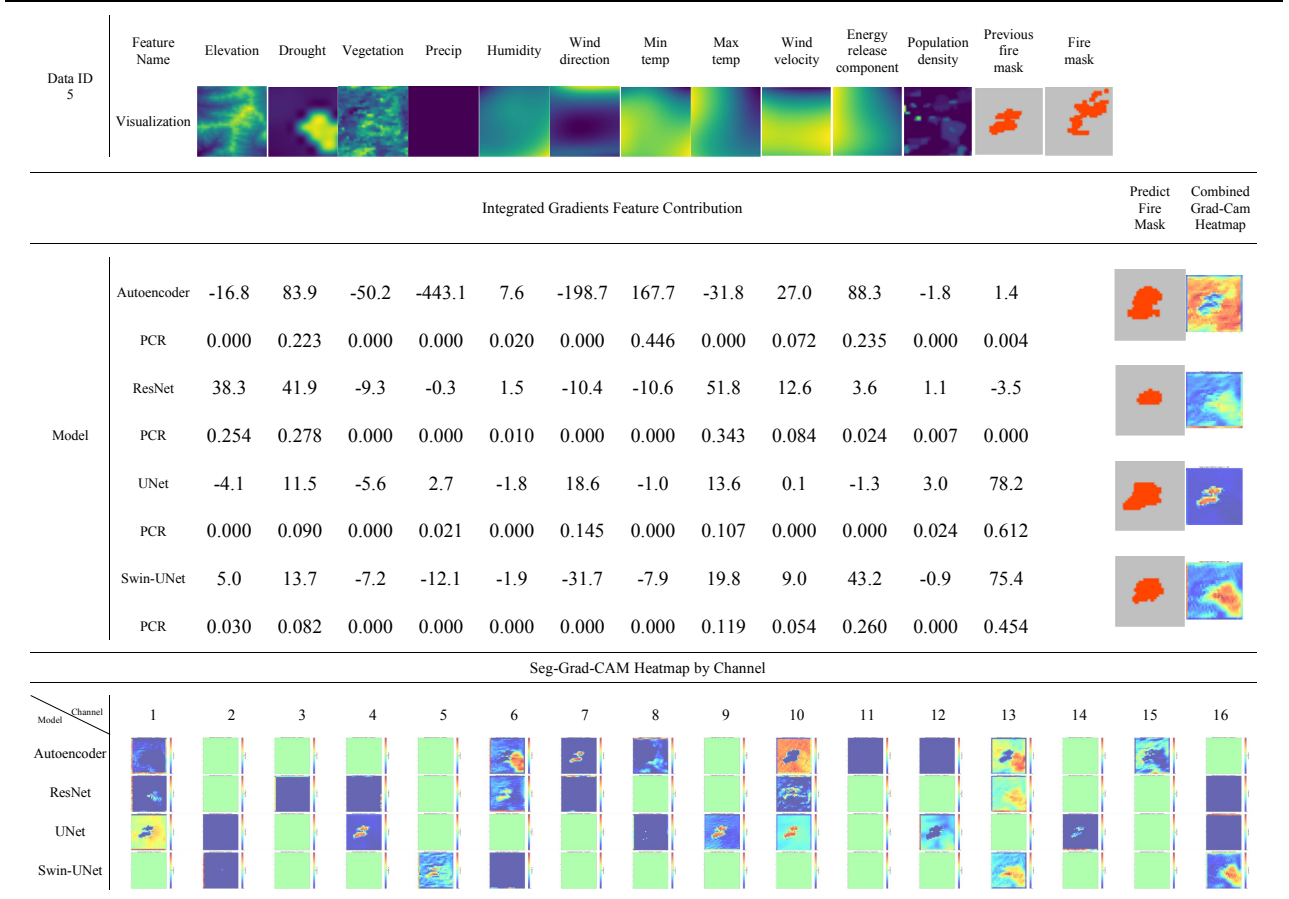 Data ID
5
Feature
Name
Elevation
Drought
Vegetation
Precip
Humidity
Wind
direction
Min
temp
Max
temp
Wind
velocity
Energy
release
component
Population
density
Previous
fire
mask
Fire
mask
Visualization
Integrated Gradients Feature Contribution
Predict
Fire
Mask
Combined
Grad-Cam
Heatmap
Model
Autoencoder -16.8 83.9 -50.2 -443.1 7.6 -198.7 167.7 -31.8 27.0 88.3 -1.8 1.4
PCR 0.000 0.223 0.000 0.000 0.020 0.000 0.446 0.000 0.072 0.235 0.000 0.004
ResNet 38.3 41.9 -9.3 -0.3 1.5 -10.4 -10.6 51.8 12.6 3.6 1.1 -3.5
PCR 0.254 0.278 0.000 0.000 0.010 0.000 0.000 0.343 0.084 0.024 0.007 0.000
UNet -4.1 11.5 -5.6 2.7 -1.8 18.6 -1.0 13.6 0.1 -1.3 3.0 78.2
PCR 0.000 0.090 0.000 0.021 0.000 0.145 0.000 0.107 0.000 0.000 0.024 0.612
Swin-UNet 5.0 13.7 -7.2 -12.1 -1.9 -31.7 -7.9 19.8 9.0 43.2 -0.9 75.4
PCR 0.030 0.082 0.000 0.000 0.000 0.000 0.000 0.119 0.054 0.260 0.000 0.454
Seg-Grad-CAM Heatmap by Channel
Model Channel 1 2 3 4 5 6 7 8 9 10 11 12 13 14 15 16
Autoencoder
ResNet
UNet
Swin-UNet